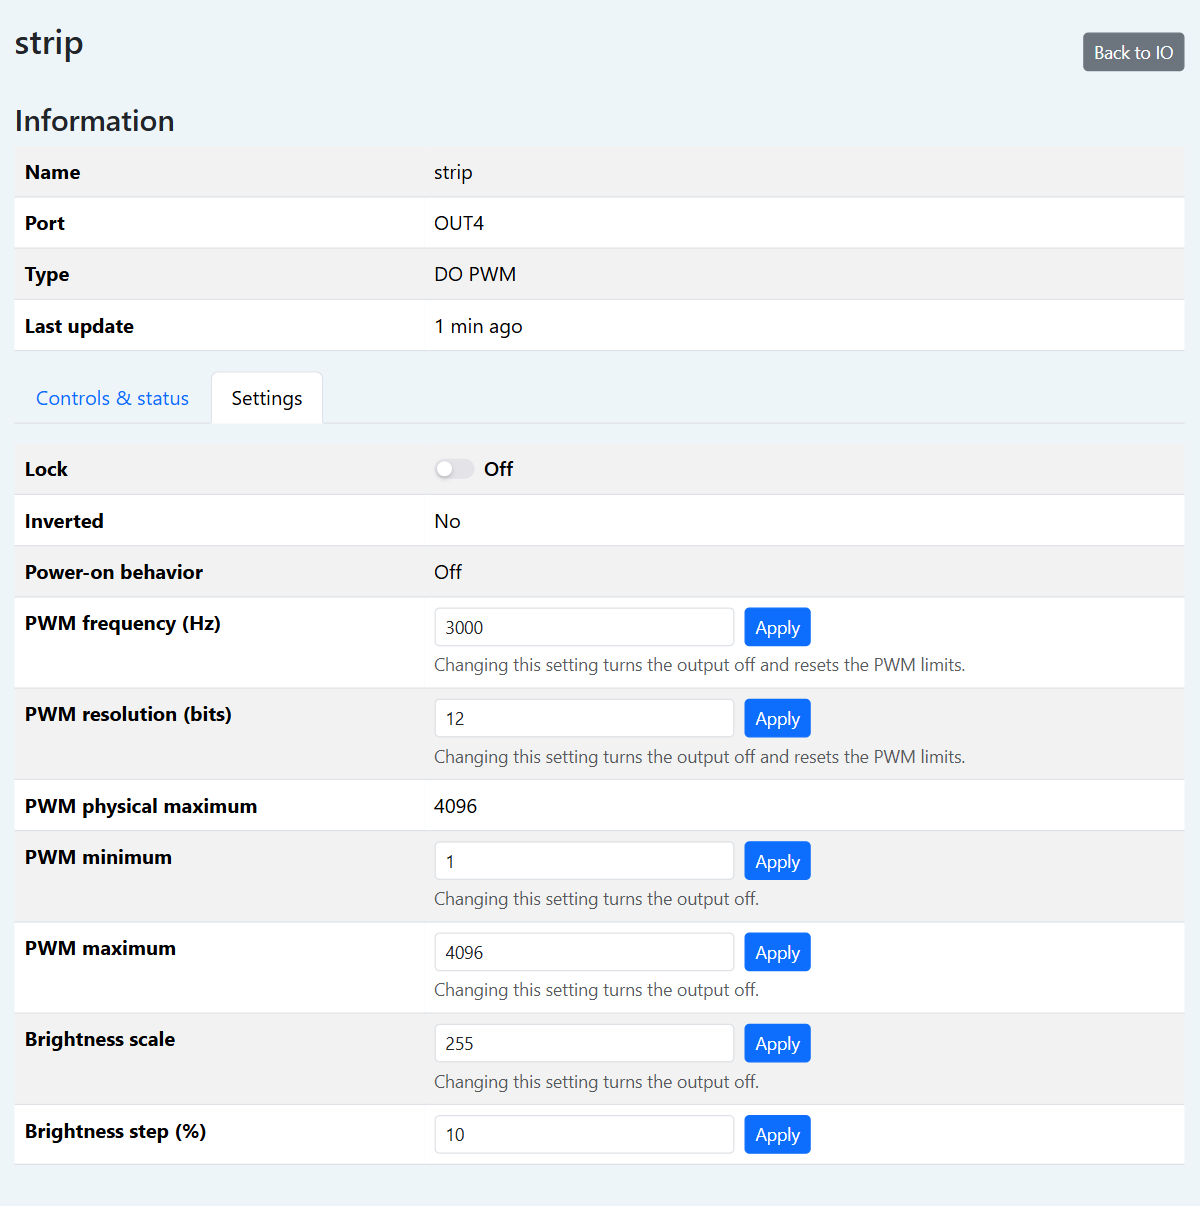 strip
Back to IO
Information
Name strip
Port OUT4
Type DO PWM
Last update 1 min ago
Controls & status Settings
Lock Off
Inverted No
Power-on behavior Off
PWM frequency (Hz) 3000 Apply
Changing this setting turns the output off and resets the PWM limits.
PWM resolution (bits) 12 Apply
Changing this setting turns the output off and resets the PWM limits.
PWM physical maximum 4096
PWM minimum 1 Apply
Changing this setting turns the output off.
PWM maximum 4096 Apply
Changing this setting turns the output off.
Brightness scale 255 Apply
Changing this setting turns the output off.
Brightness step (%) 10 Apply